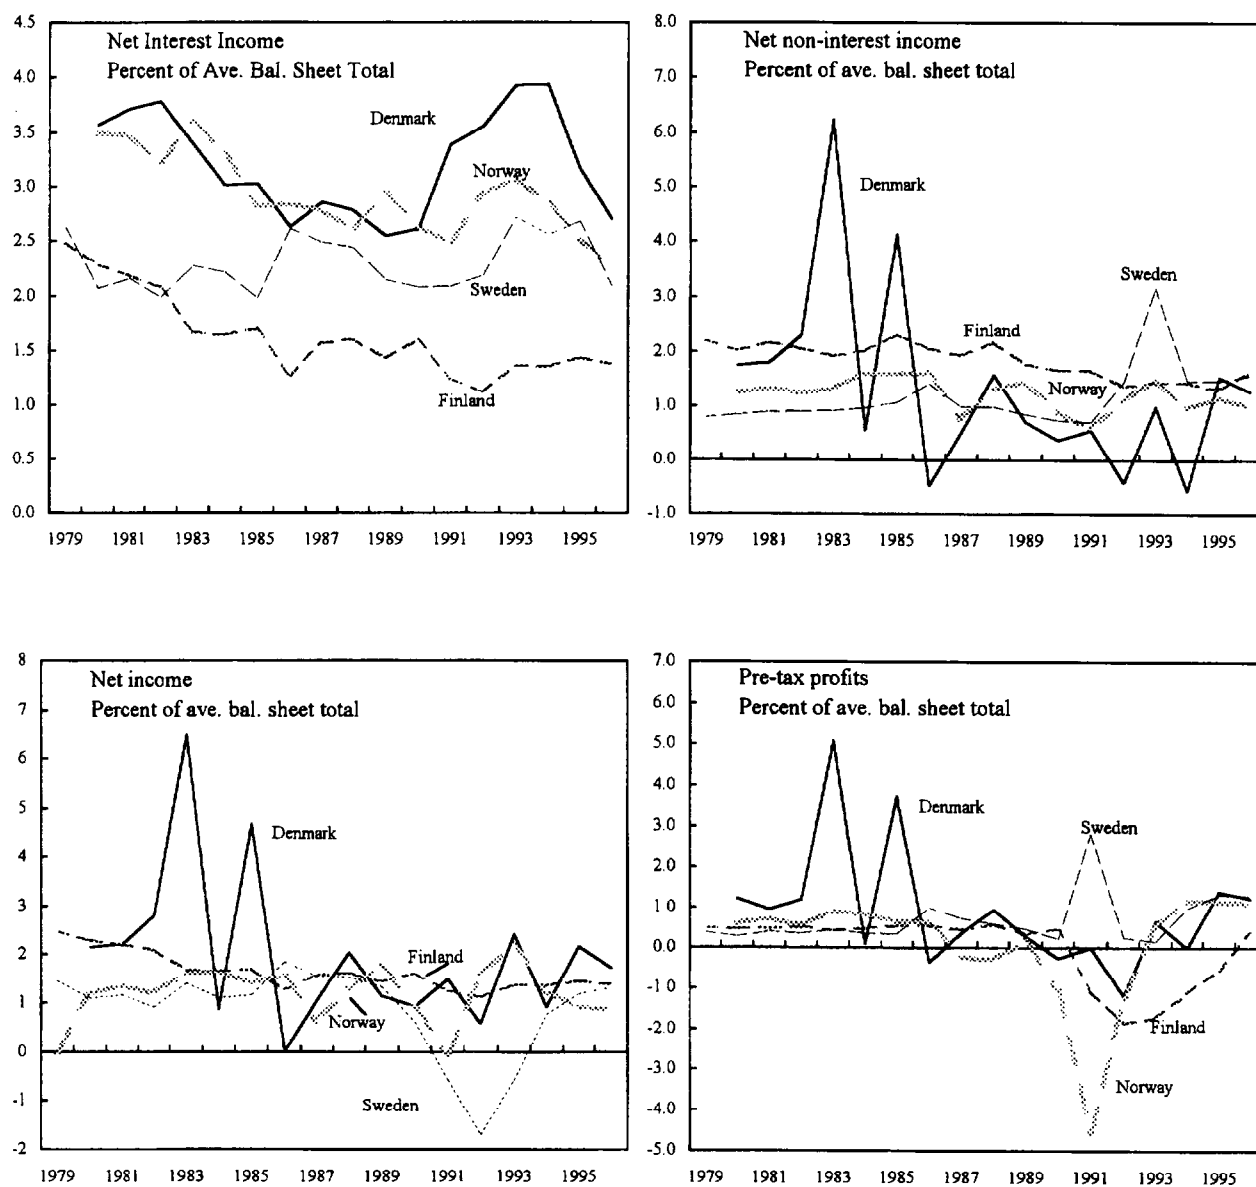 Net Interest Income
Percent of Ave. Bal. Sheet Total
4.5
4.0
3.5
3.0
2.5
2.0
1.5
1.0
0.5
0.0
Denmark
Norway
Sweden
Finland
1979 1981 1983 1985 1987 1989 1991 1993 1995
Net non-interest income
Percent of ave. bal. sheet total
8.0
7.0
6.0
5.0
4.0
3.0
2.0
1.0
0.0
-1.0
Denmark
Sweden
Finland
Norway
1979 1981 1983 1985 1987 1989 1991 1993 1995
Net income
Percent of ave. bal. sheet total
8
7
6
5
4
3
2
1
0
-1
-2
Denmark
Finland
Norway
Sweden
1979 1981 1983 1985 1987 1989 1991 1993 1995
Pre-tax profits
Percent of ave. bal. sheet total
7.0
6.0
5.0
4.0
3.0
2.0
1.0
0.0
-1.0
-2.0
-3.0
-4.0
-5.0
Denmark
Sweden
Finland
Norway
1979 1981 1983 1985 1987 1989 1991 1993 1995